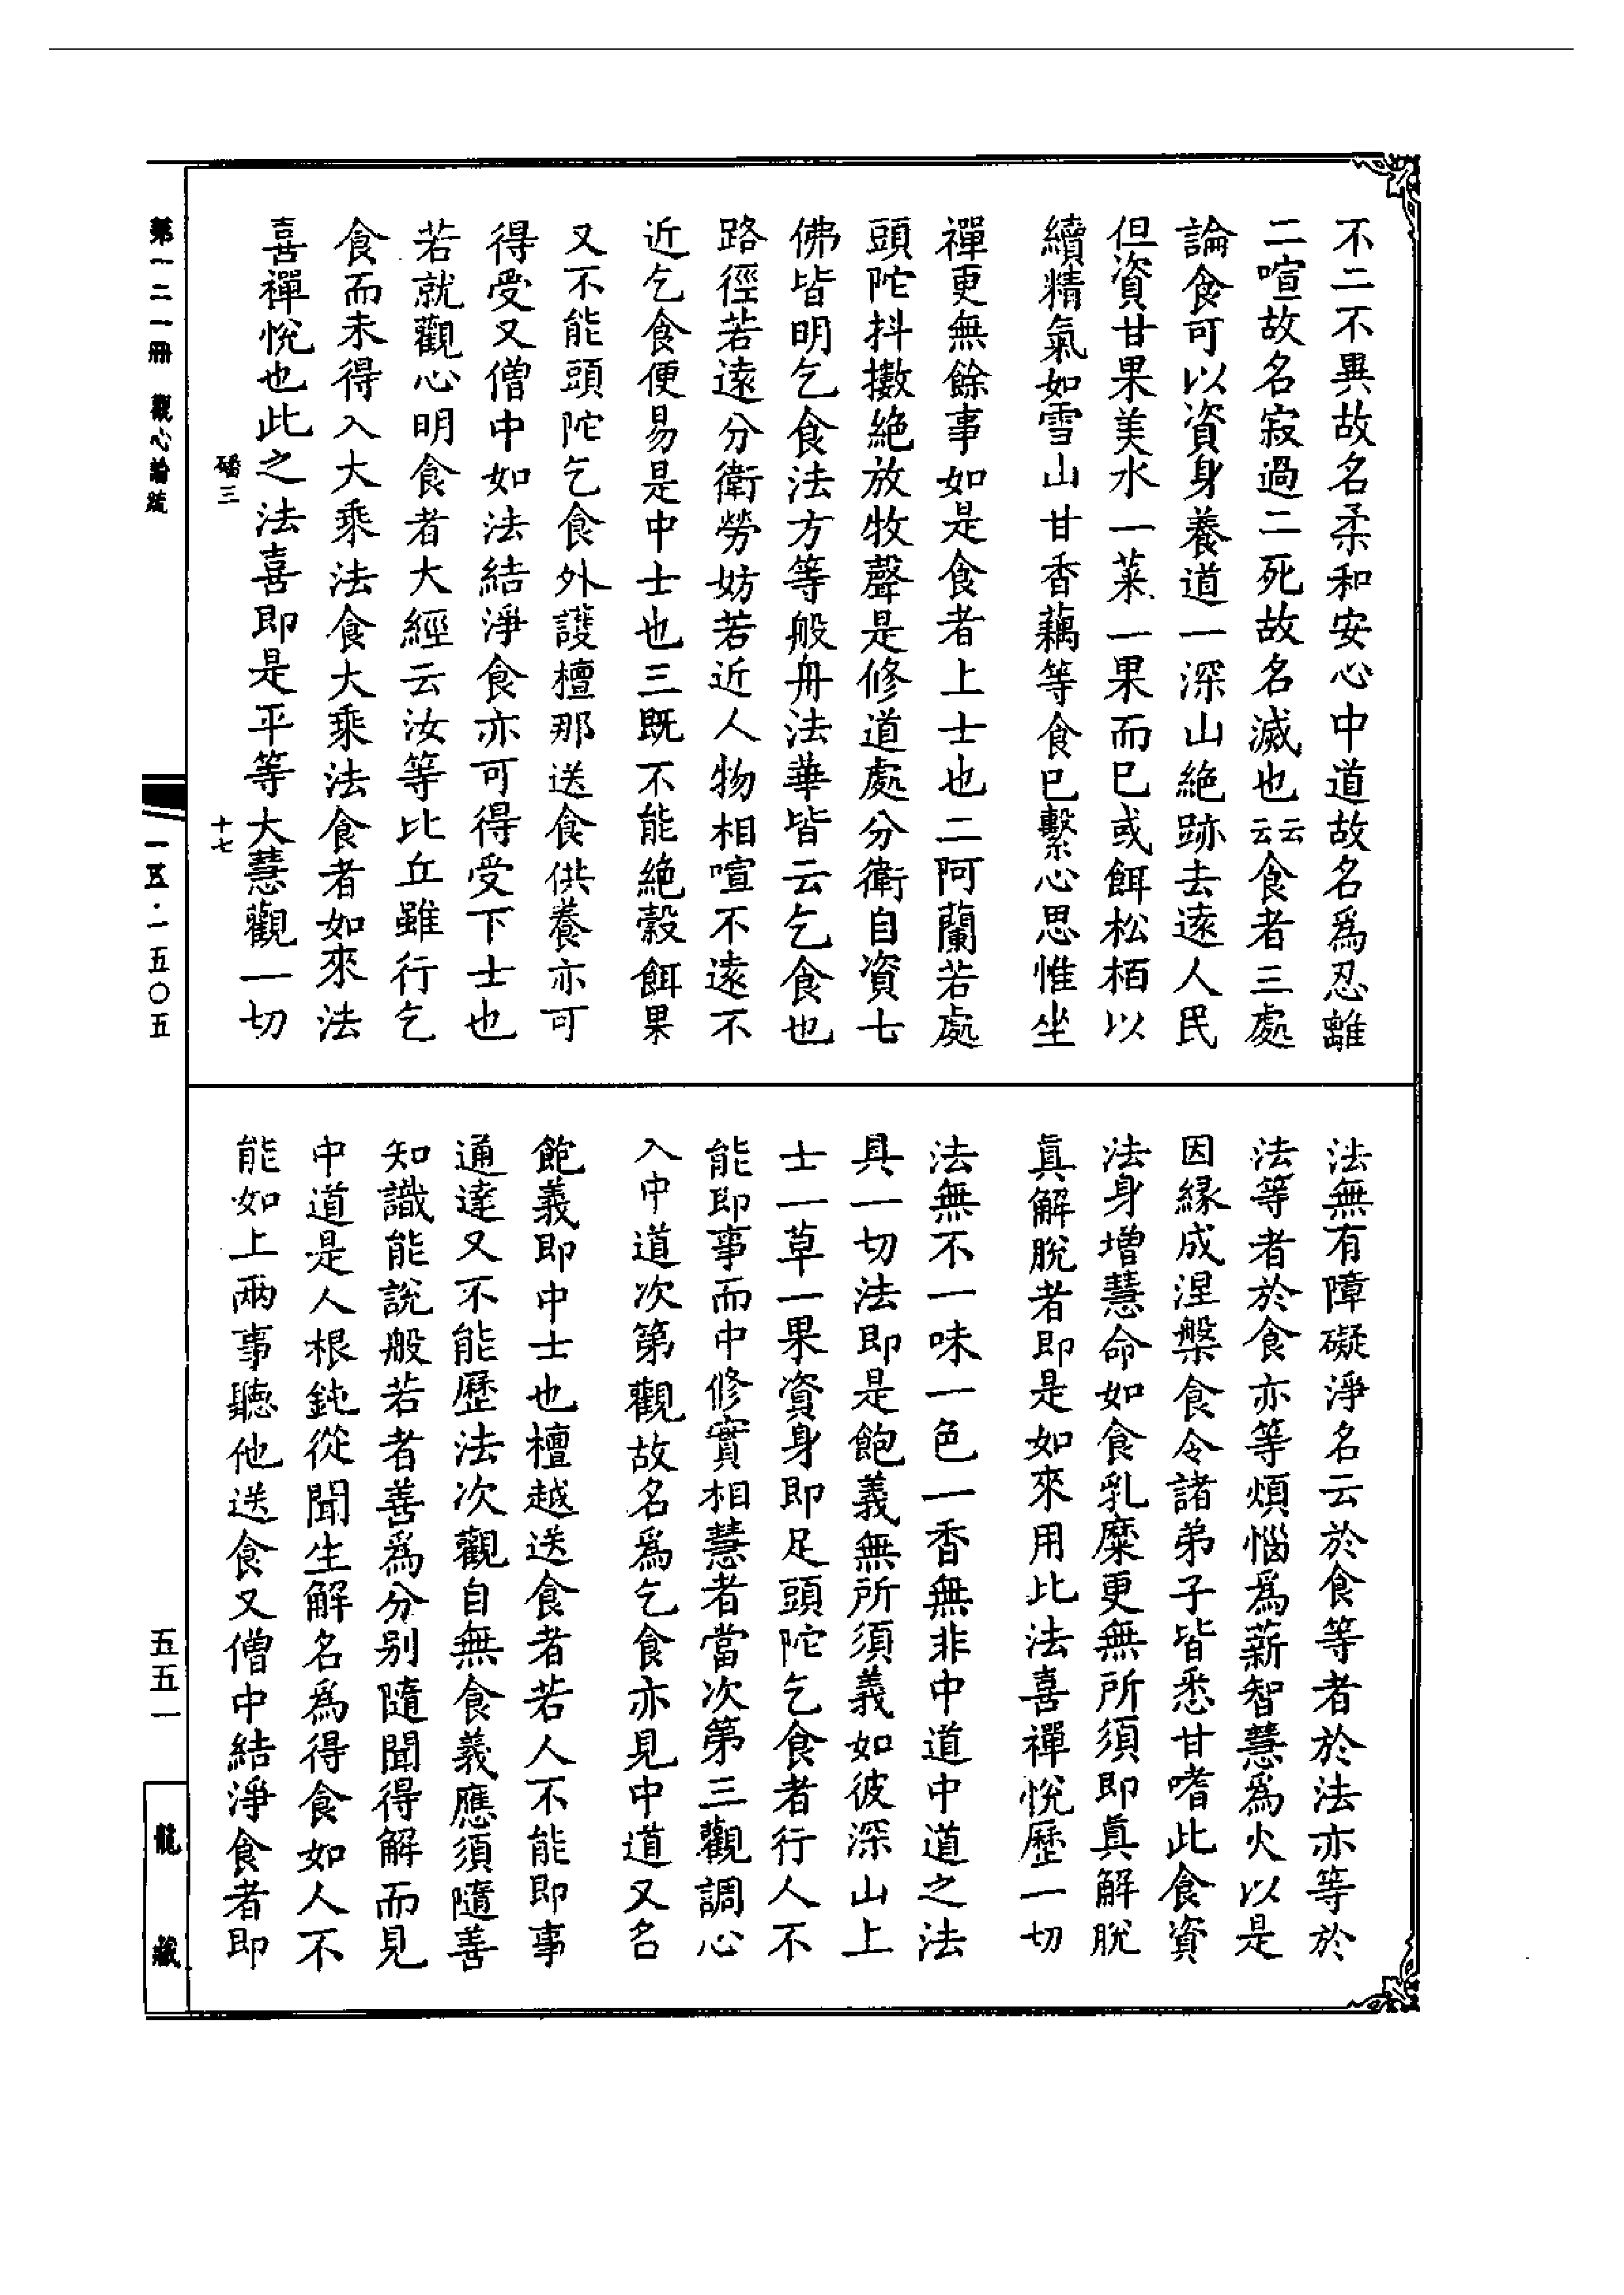 不二不異故名柔和安心中道故名爲忍離
二喧故名寂過二死故名滅也云云食者三處
論食可以資身養道一深山絶跡去遠人民
但資甘果美水一菜一果而已或餌松栢以
續精氣如雪山甘香藕等食已繫心思惟坐
禪更無餘事如是食者上士也二阿蘭若處
頭陀抖擻絶放牧聲是修道處分衛自資七
佛皆明乞食法方等般舟法華皆云乞食也
路徑若遠分衛勞妨若近人物相喧不遠不
近乞食便易是中士也三既不能絶穀餌果
又不能頭陀乞食外護檀那送食供養亦可
得受又僧中如法結淨食亦可得受下士也
若就觀心明食者大經云汝等比丘雖行乞
食而未得入大乘法食大乘法食者如來法
喜禪悅也此之法喜即是平等大慧觀一切
磻三
十七
法無有障礙淨名云於食等者於法亦等於
法等者於食亦等煩惱爲薪智慧爲火以是
因縁成涅槃食令諸弟子皆悉甘嗜此食資
法身增慧命如食乳糜更無所須即眞解脫
眞解脫者即是如來用此法喜禪悅歷一切
法無不一味一色一香無非中道中道之法
具一切法即是飽義無所須義如彼深山上
士一草一果資身即足頭陀乞食者行人不
能即事而中修實相慧者當次第三觀調心
入中道次第觀故名爲乞食亦見中道又名
飽義即中士也檀越送食者若人不能即事
通達又不能歷法次觀自無食義應須隨善
知識能說般若者善爲分别隨聞得解而見
中道是人根鈍從聞生解名爲得食如人不
能如上兩事聽他送食又僧中結淨食者即
第一二一冊 觀心論疏
一五·一五〇五
五五一
龍藏